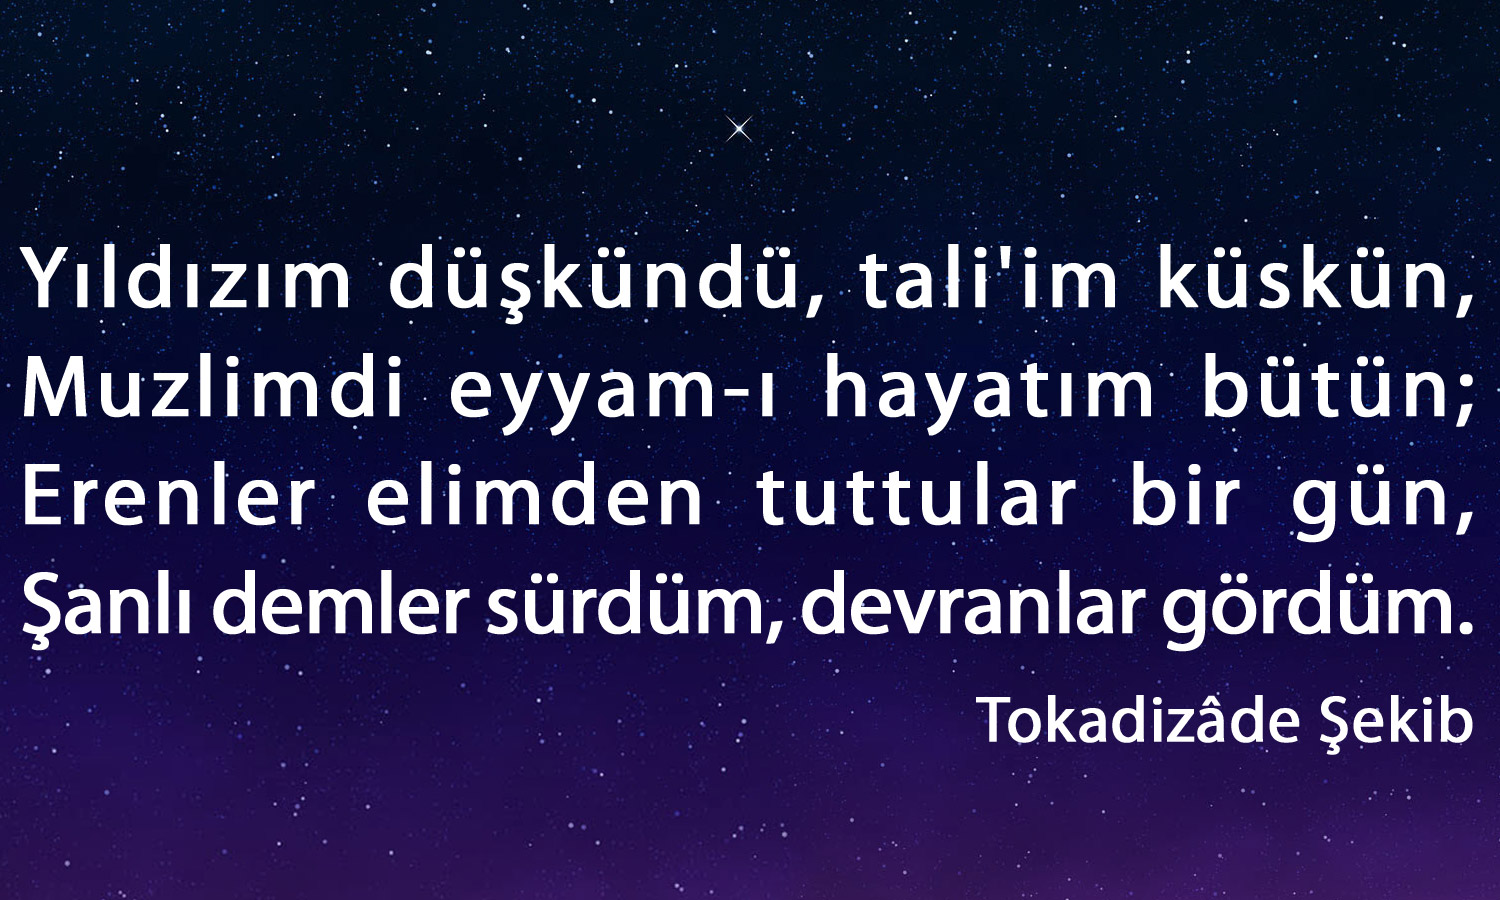 Yıldızım düşkündü, tali'im küskün,
Muzlimdi eyyam-ı hayatım bütün;
Erenler elimden tuttular bir gün,
Şanlı demler sürdüm, devranlar gördüm.
Tokadizâde Şekib